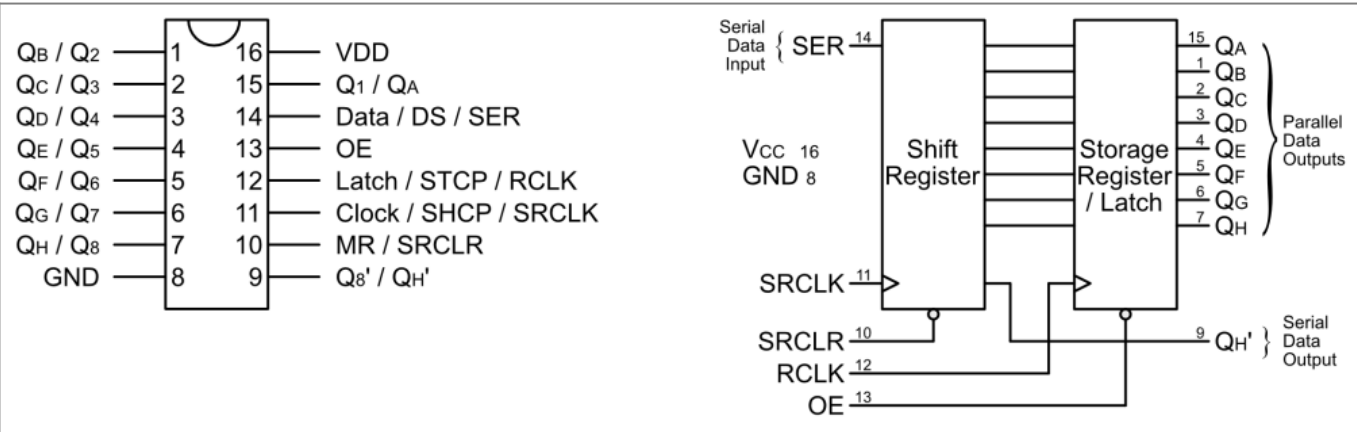 QB / Q2 1 16 VDD
QC / Q3 2 15 Q1 / QA
QD / Q4 3 14 Data / DS / SER
QE / Q5 4 13 OE
QF / Q6 5 12 Latch / STCP / RCLK
QG / Q7 6 11 Clock / SHCP / SRCLK
QH / Q8 7 10 MR / SRCLR
GND 8 9 Q8' / QH'
Serial
Data
Input
{ SER 14
VCC 16
GND 8
Shift
Register
Storage
Register
/ Latch
15 QA
1 QB
2 QC
3 QD
4 QE
5 QF
6 QG
7 QH
Parallel
Data
Outputs
SRCLK 11
SRCLR 10
RCLK 12
OE 13
9 QH' }
Serial
Data
Output